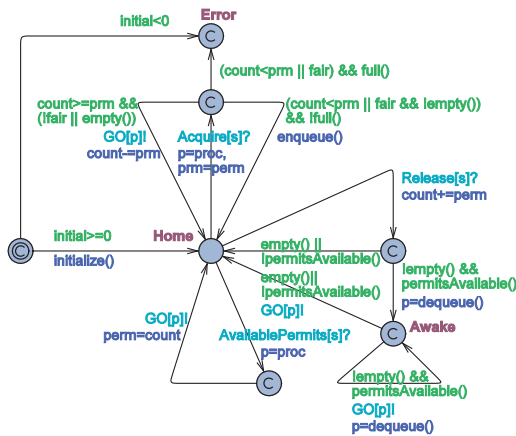 Error
initial<0
C
(count<prm || fair) && full()
count>=prm &&
(!fair || empty())
C
(count<prm || fair && !empty())
&& !full()
GO[p]!
count-=prm
Acquire[s]?
p=proc,
prm=perm
enqueue()
Release[s]?
count+=perm
initial>=0
Home
C
initialize()
empty() ||
!permitsAvailable()
C
empty()||
!permitsAvailable()
GO[p]!
!empty() &&
permitsAvailable()
p=dequeue()
GO[p]!
perm=count
AvailablePermits[s]?
p=proc
C
Awake
C
!empty() &&
permitsAvailable()
GO[p]!
p=dequeue()